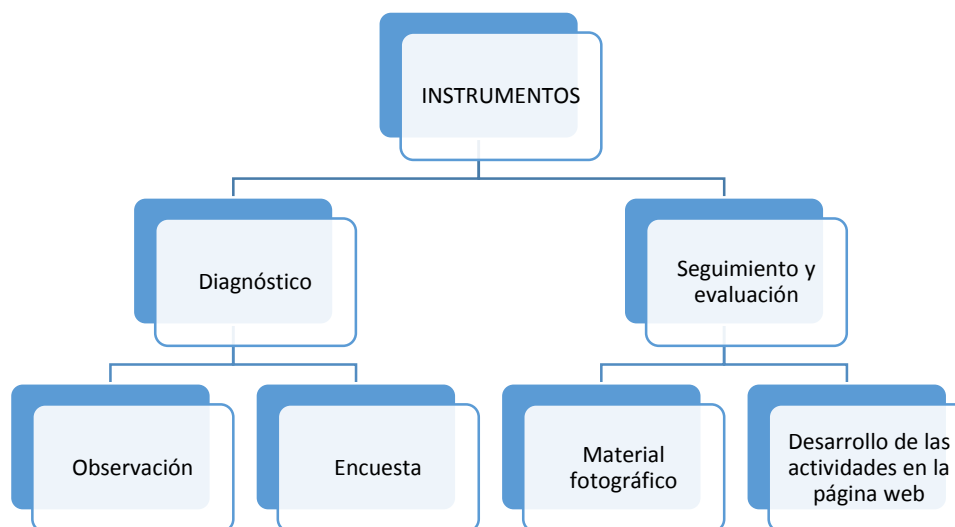 INSTRUMENTOS
Diagnóstico
Seguimiento y
evaluación
Observación
Encuesta
Material
fotográfico
Desarrollo de las
actividades en la
página web